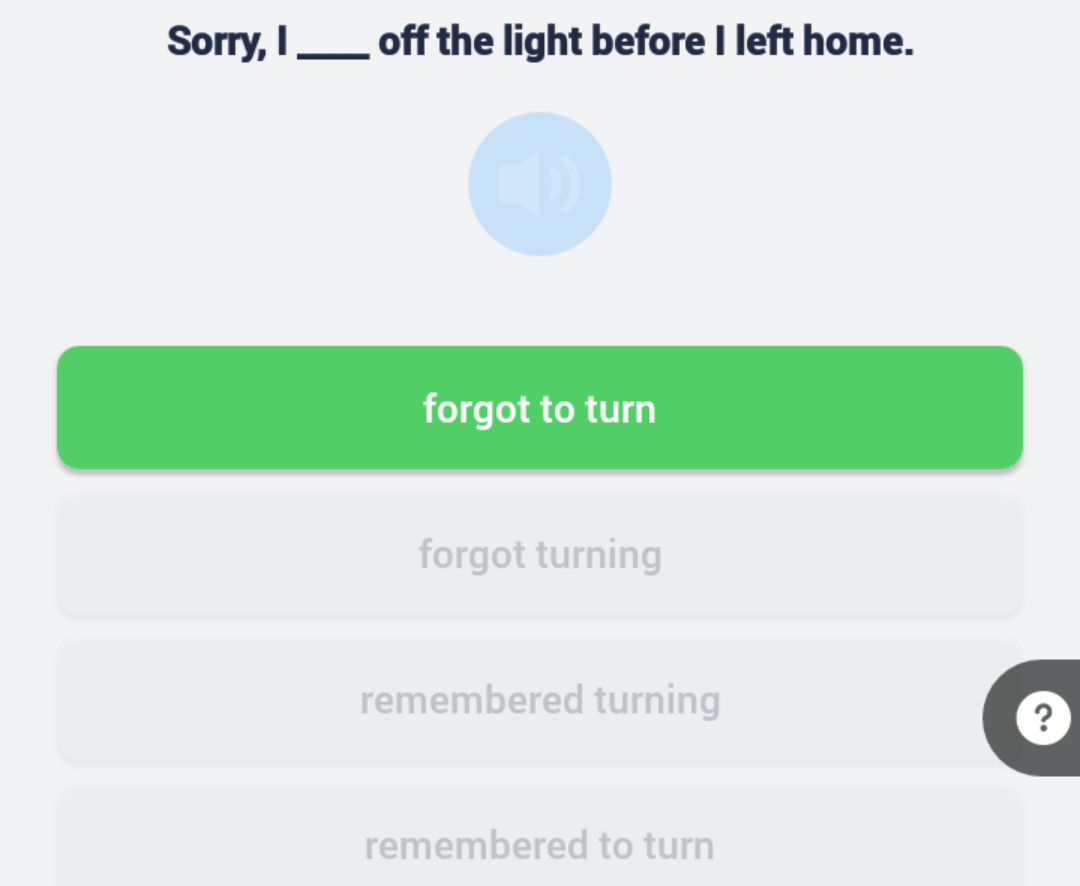 Sorry, I ____ off the light before I left home.
forgot to turn
forgot turning
remembered turning
?
remembered to turn